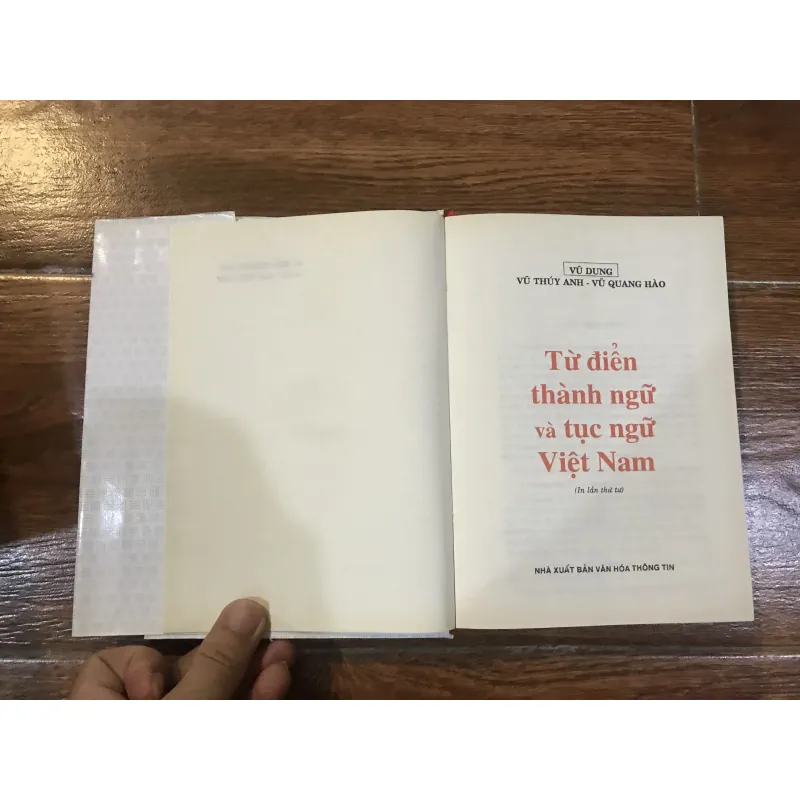 VŨ DUNG
VŨ THÚY ANH - VŨ QUANG HÀO
Từ điển
thành ngữ
và tục ngữ
Việt Nam
(In lần thứ tư)
NHÀ XUẤT BẢN VĂN HÓA THÔNG TIN